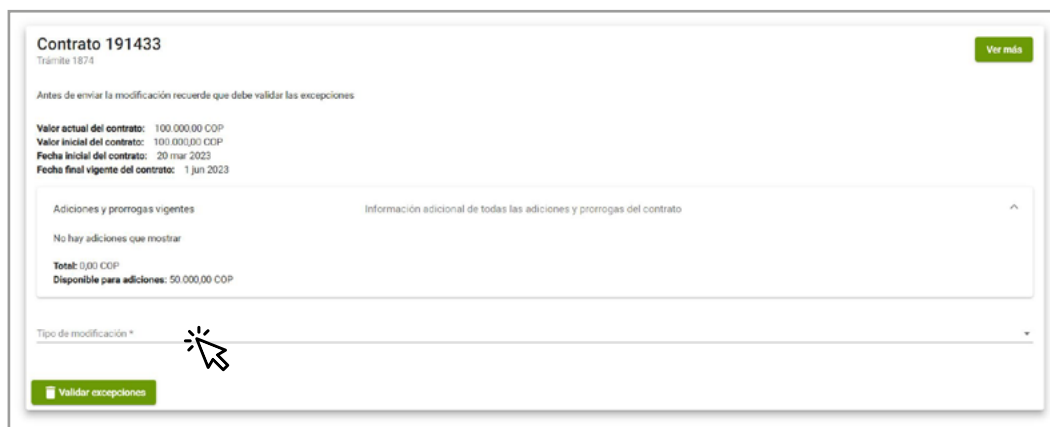 Contrato 191433
Ver más
Trámite 1874
Antes de enviar la modificación recuerde que debe validar las excepciones
Valor actual del contrato: 100.000,00 COP
Valor inicial del contrato: 100.000,00 COP
Fecha inicial del contrato: 20 mar 2023
Fecha final vigente del contrato: 1 jun 2023
Adiciones y prorrogas vigentes Información adicional de todas las adiciones y prorrogas del contrato
No hay adiciones que mostrar
Total: 0,00 COP
Disponible para adiciones: 50.000,00 COP
Tipo de modificación *
Validar excepciones